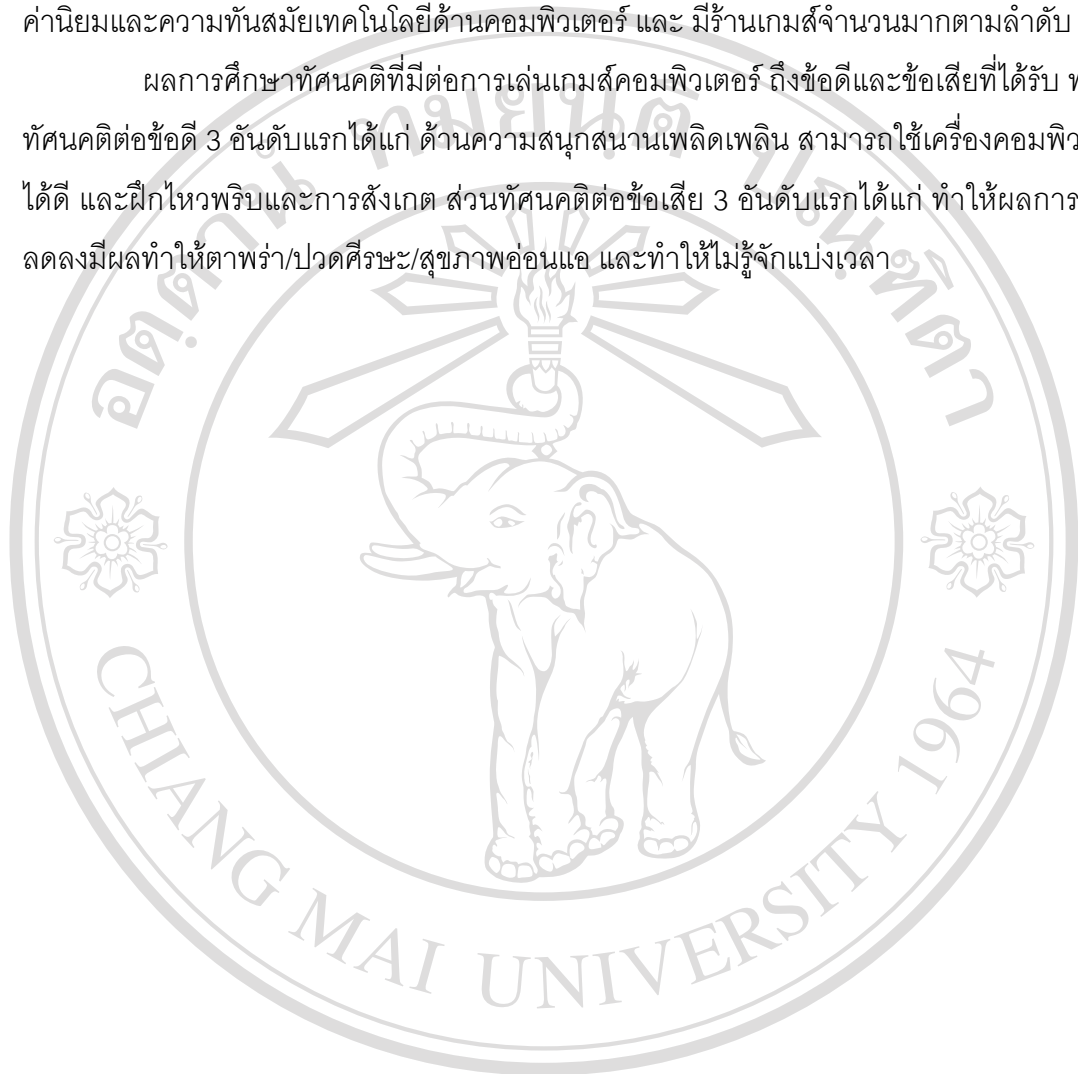 ค่านิยมและความทันสมัยเทคโนโลยีด้านคอมพิวเตอร์ และ มีร้านเกมส์จำนวนมากตามลำดับ
ผลการศึกษาทัศนคติที่มีต่อการเล่นเกมส์คอมพิวเตอร์ ถึงข้อดีและข้อเสียที่ได้รับ
ทัศนคติต่อข้อดี 3 อันดับแรกได้แก่ ด้านความสนุกสนานเพลิดเพลิน สามารถใช้เครื่องคอมพิว
ได้ดี และฝึกไหวพริบและการสังเกต ส่วนทัศนคติต่อข้อเสีย 3 อันดับแรกได้แก่ ทำให้ผลการ
ลดลงมีผลทำให้ตาพร่า/ปวดศีรษะ/สุขภาพอ่อนแอ และทำให้ไม่รู้จักแบ่งเวลา
อตฺตานํ ทมยนฺติ ปณฺฑิตา
CHIANG MAI UNIVERSITY 1964